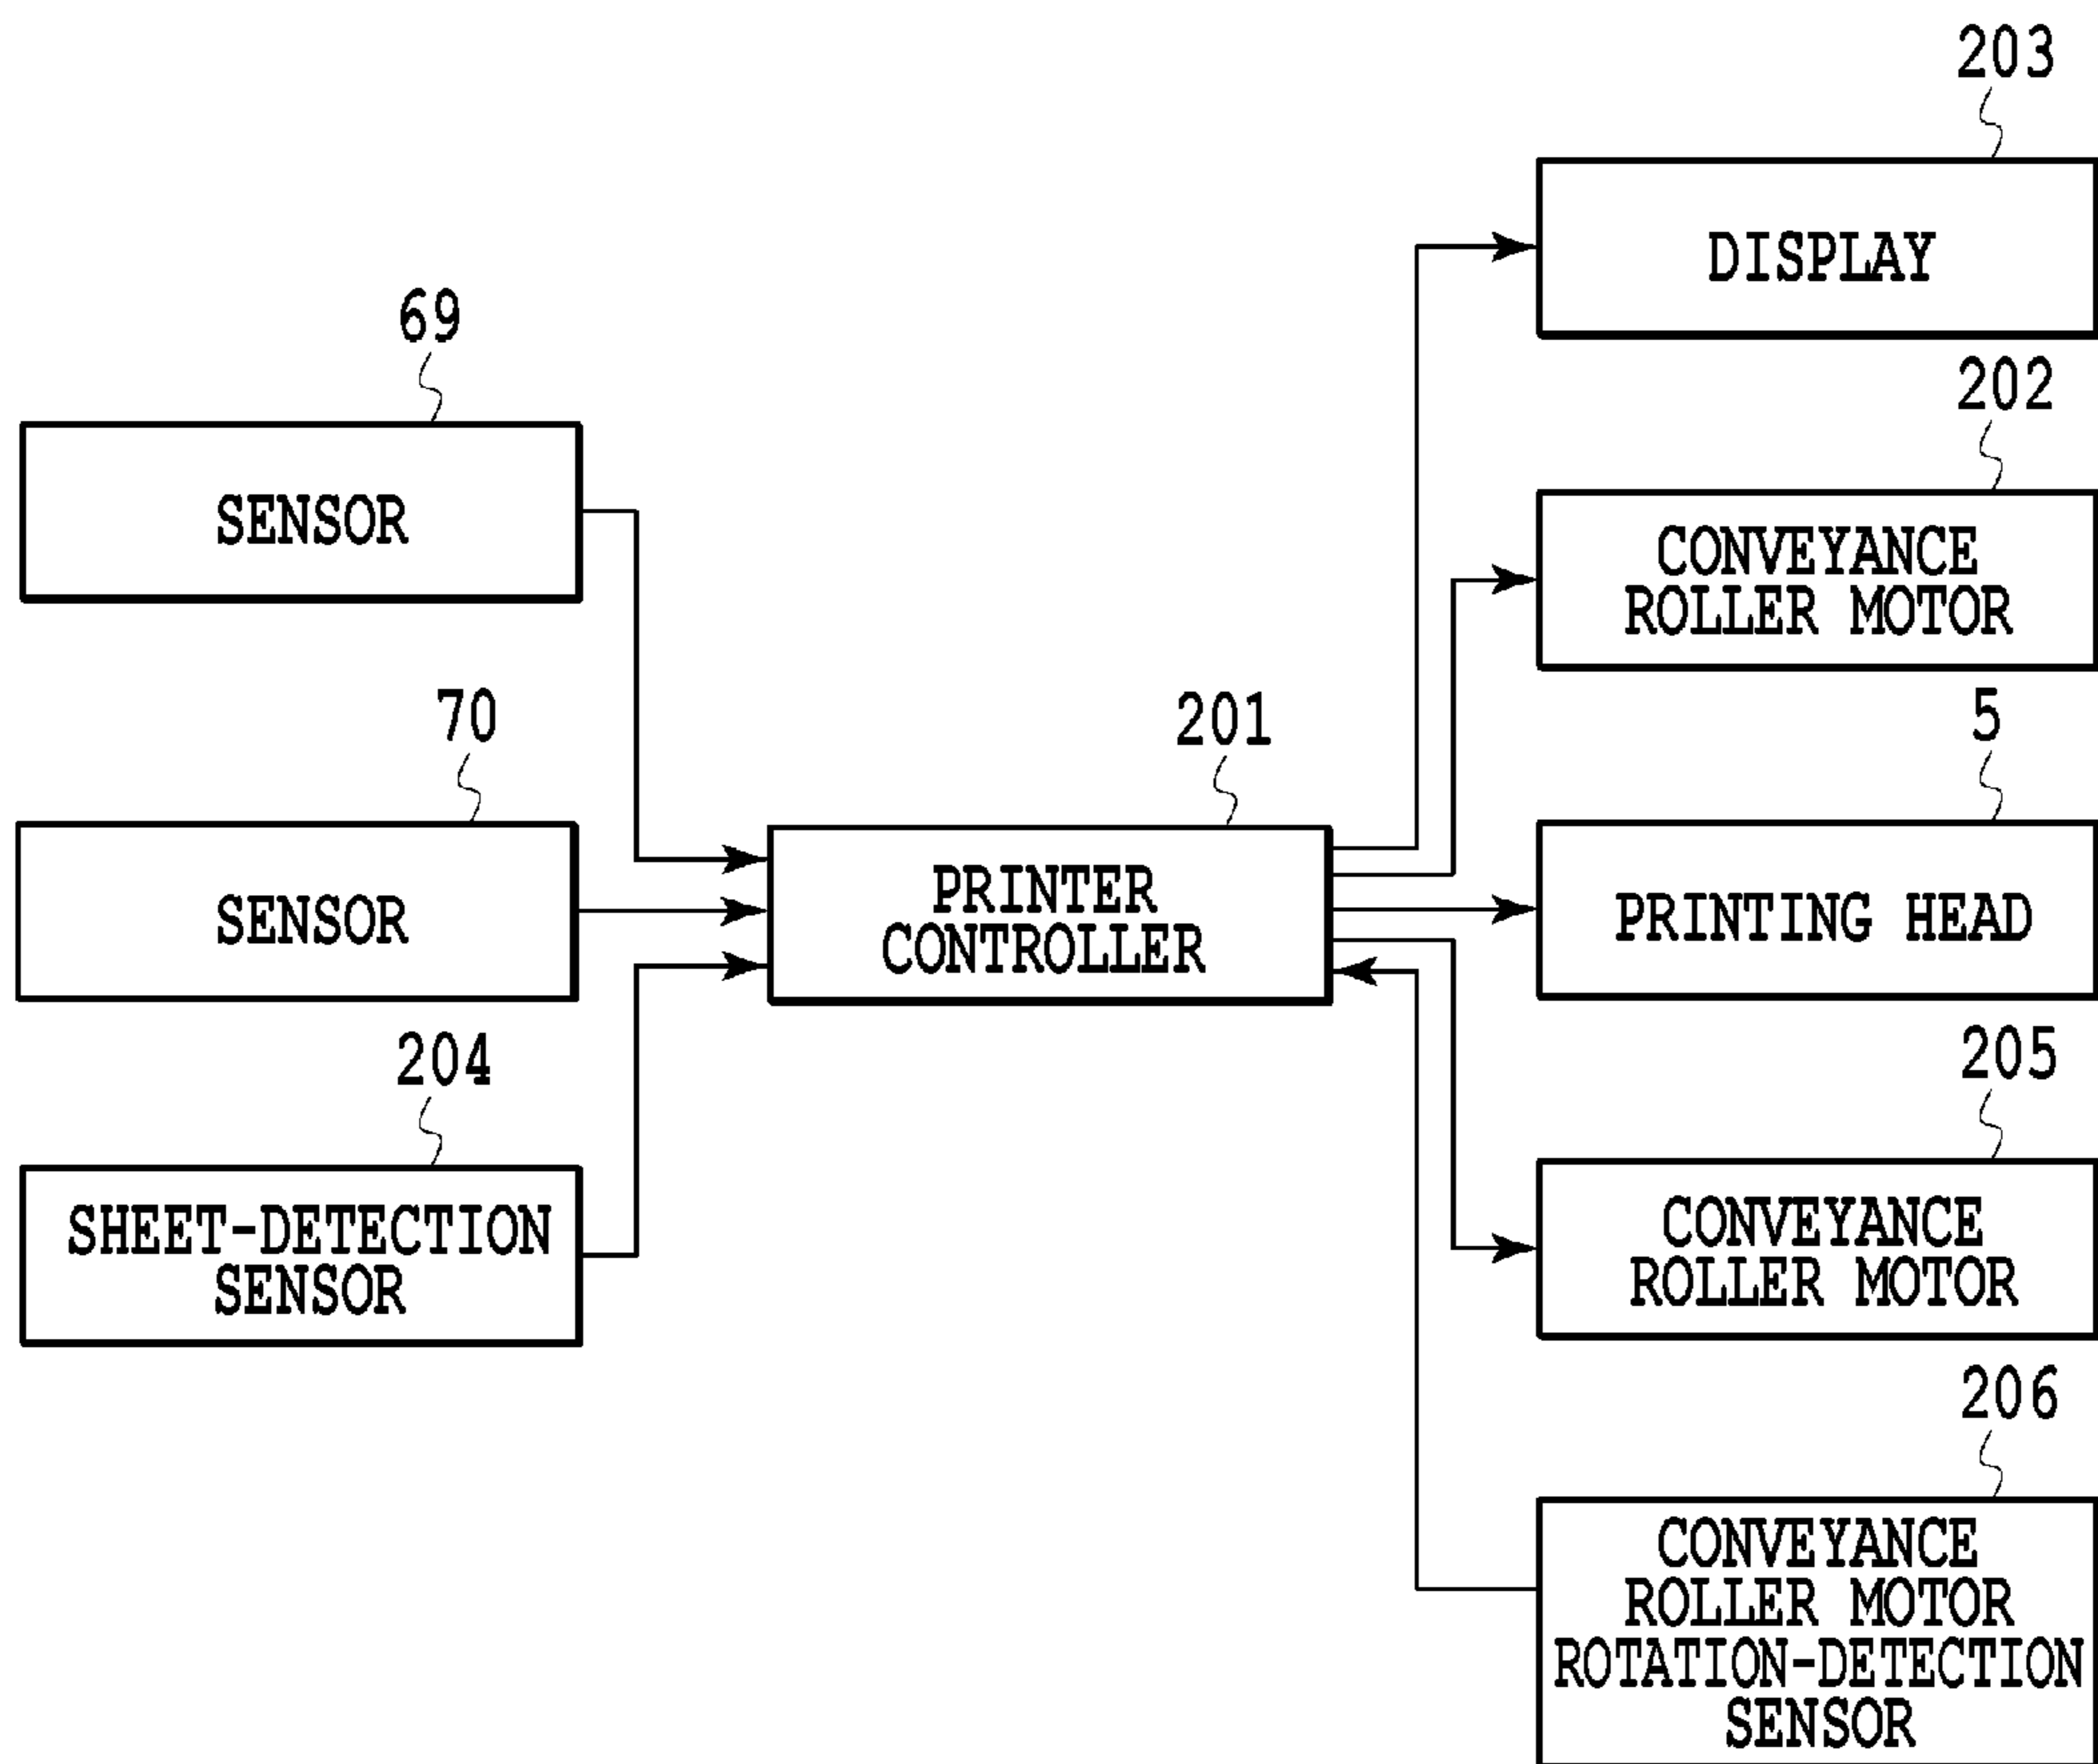 203
DISPLAY
69
SENSOR
202
CONVEYANCE
ROLLER MOTOR
70
SENSOR
201
PRINTER
CONTROLLER
5
PRINTING HEAD
204
SHEET-DETECTION
SENSOR
205
CONVEYANCE
ROLLER MOTOR
206
CONVEYANCE
ROLLER MOTOR
ROTATION-DETECTION
SENSOR